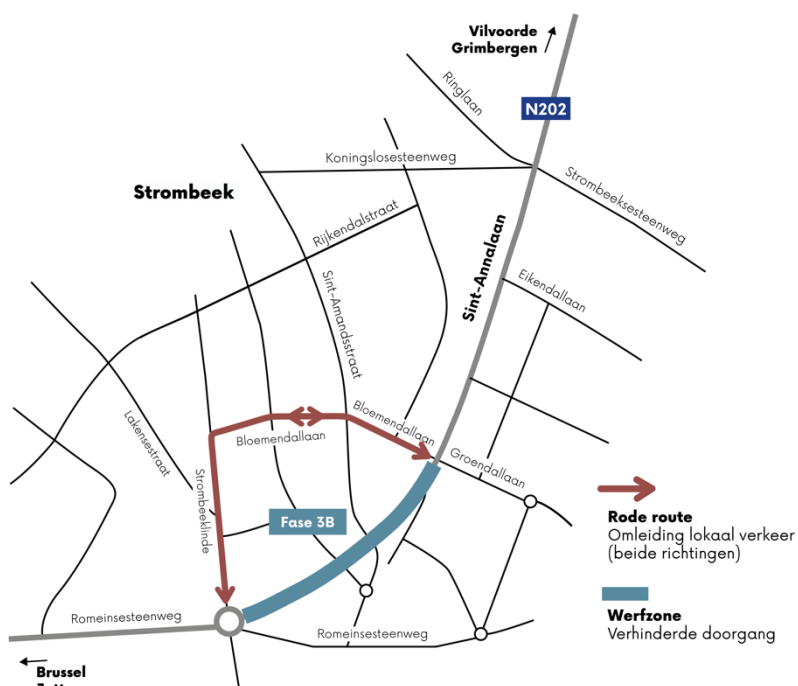 Vilvoorde
Grimbergen
Ringlaan
N202
Koningslosesteenweg
Strombeeksesteenweg
Strombeek
Rijkendalstraat
Sint-Amandsstraat
Sint-Annalaan
Eikendallaan
Lakensestraat
Bloemendallaan
Bloemendallaan
Strombeeklinde
Groendallaan
Fase 3B
Rode route
Omleiding lokaal verkeer
(beide richtingen)
Werfzone
Verhinderde doorgang
Romeinsesteenweg
Romeinsesteenweg
Brussel